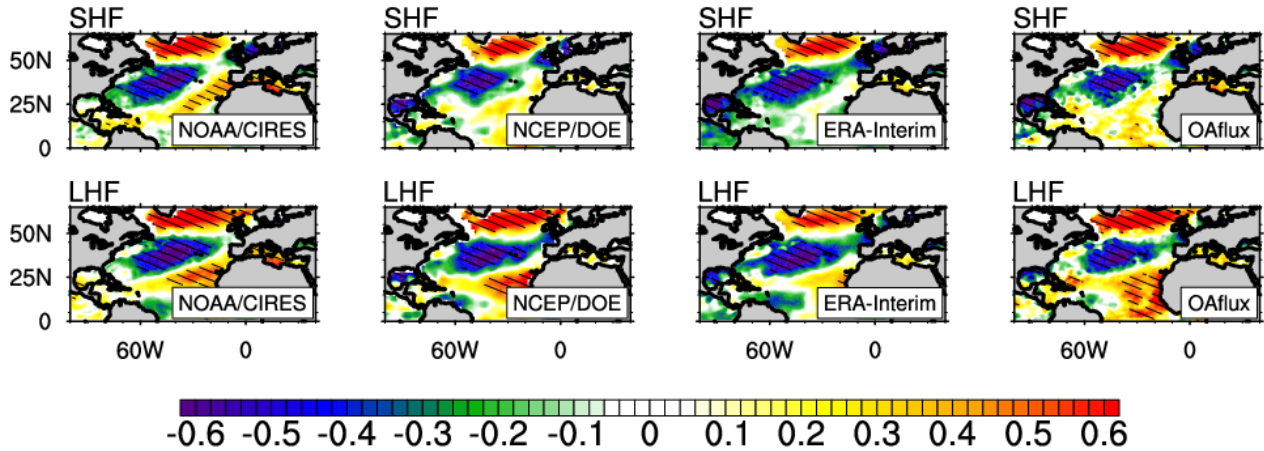 SHF SHF SHF SHF
50N
25N
0
NOAA/CIRES NCEP/DOE ERA-Interim OAflux
LHF LHF LHF LHF
50N
25N
0
NOAA/CIRES NCEP/DOE ERA-Interim OAflux
60W 0 60W 0 60W 0 60W 0
-0.6 -0.5 -0.4 -0.3 -0.2 -0.1 0 0.1 0.2 0.3 0.4 0.5 0.6